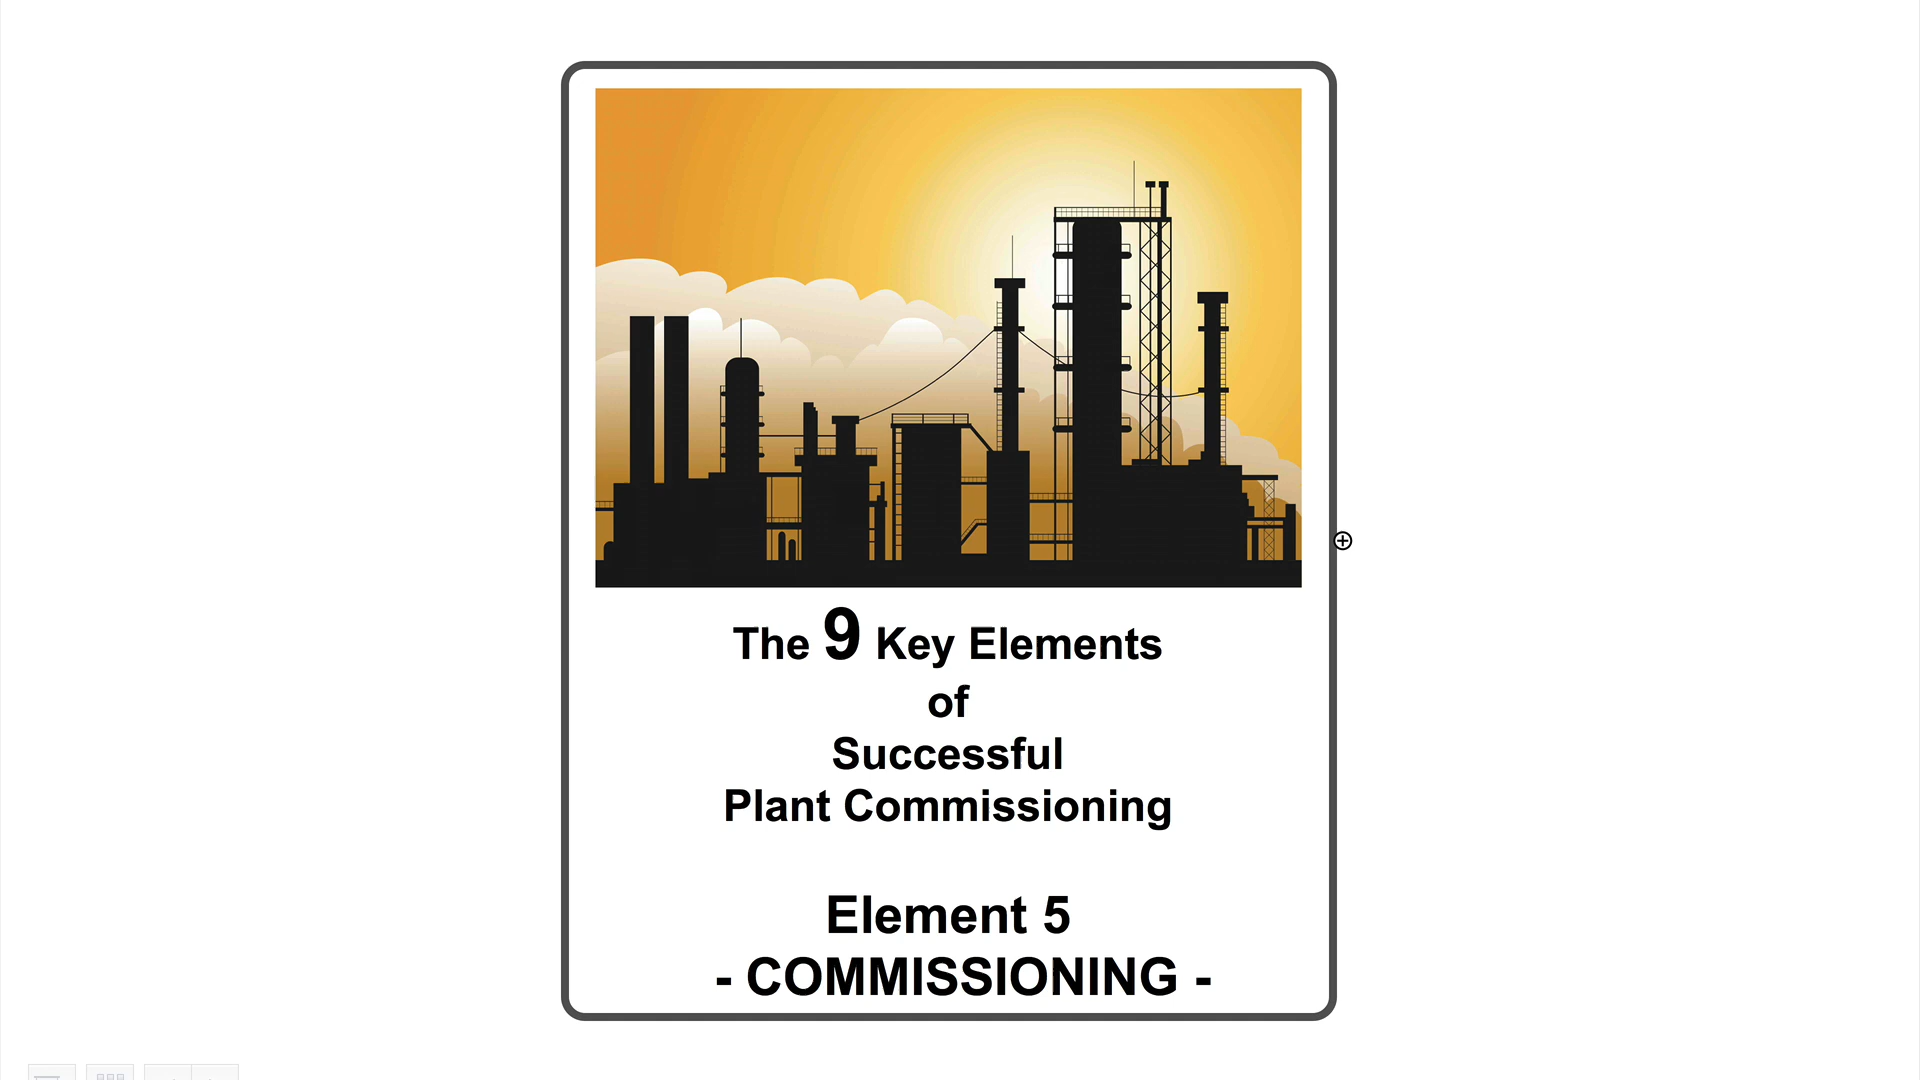 The 9 Key Elements
of
Successful
Plant Commissioning
Element 5
- COMMISSIONING -